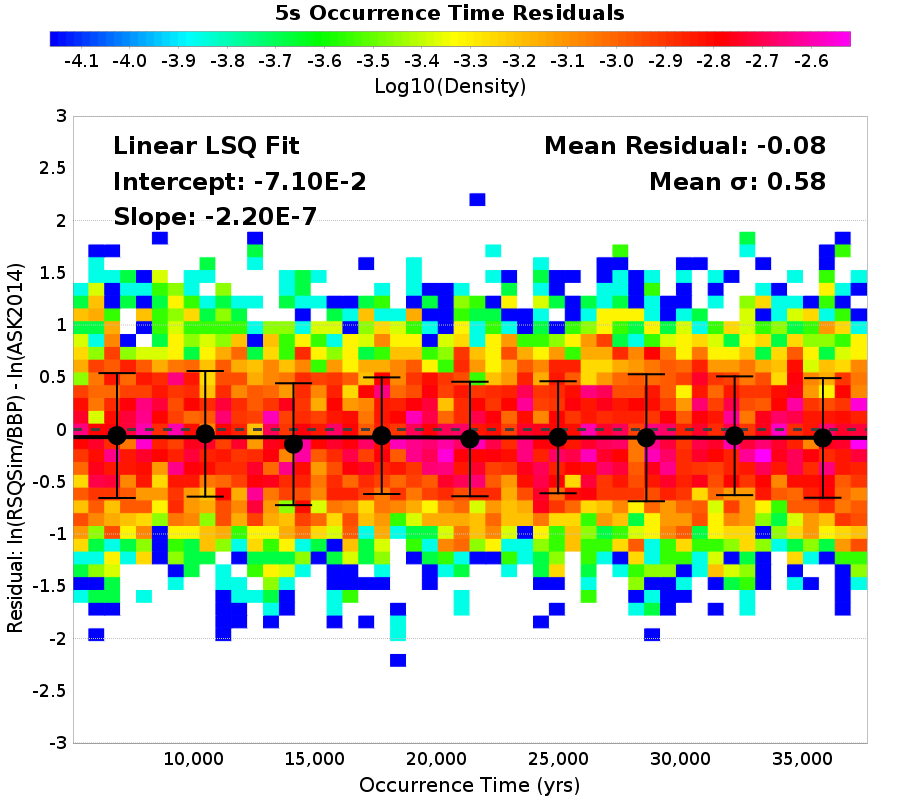 5s Occurrence Time Residuals
-4.1 -4.0 -3.9 -3.8 -3.7 -3.6 -3.5 -3.4 -3.3 -3.2 -3.1 -3.0 -2.9 -2.8 -2.7 -2.6
Log10(Density)
Linear LSQ Fit
Intercept: -7.10E-2
Slope: -2.20E-7
Mean Residual: -0.08
Mean σ: 0.58
Residual: ln(RSQSim/BBP) - ln(ASK2014)
3
2.5
2
1.5
1
0.5
0
-0.5
-1
-1.5
-2
-2.5
-3
10,000 15,000 20,000 25,000 30,000 35,000
Occurrence Time (yrs)